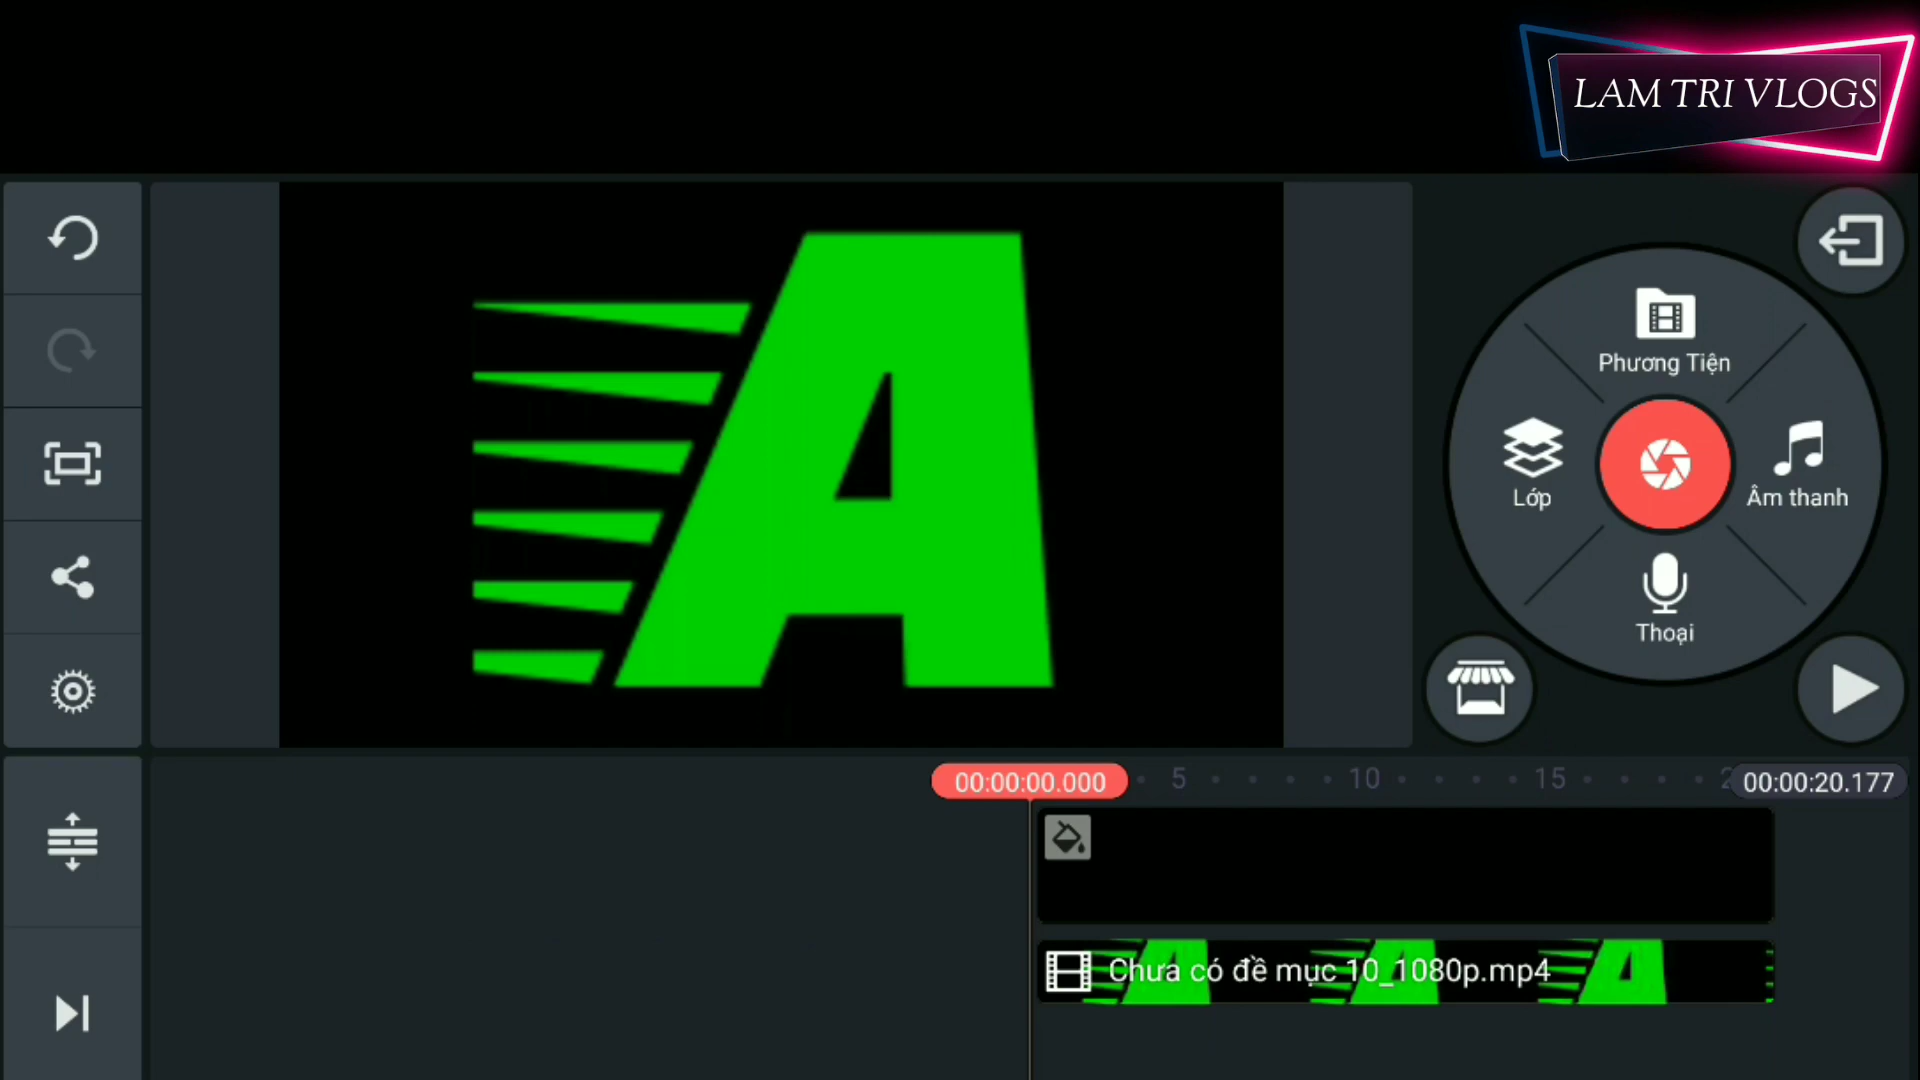 LAM TRI VLOGS
A
Phương Tiện
Lớp
Âm thanh
Thoại
00:00:00.000
5
10
15
2
00:00:20.177
Chưa có đề mục 10_1080p.mp4